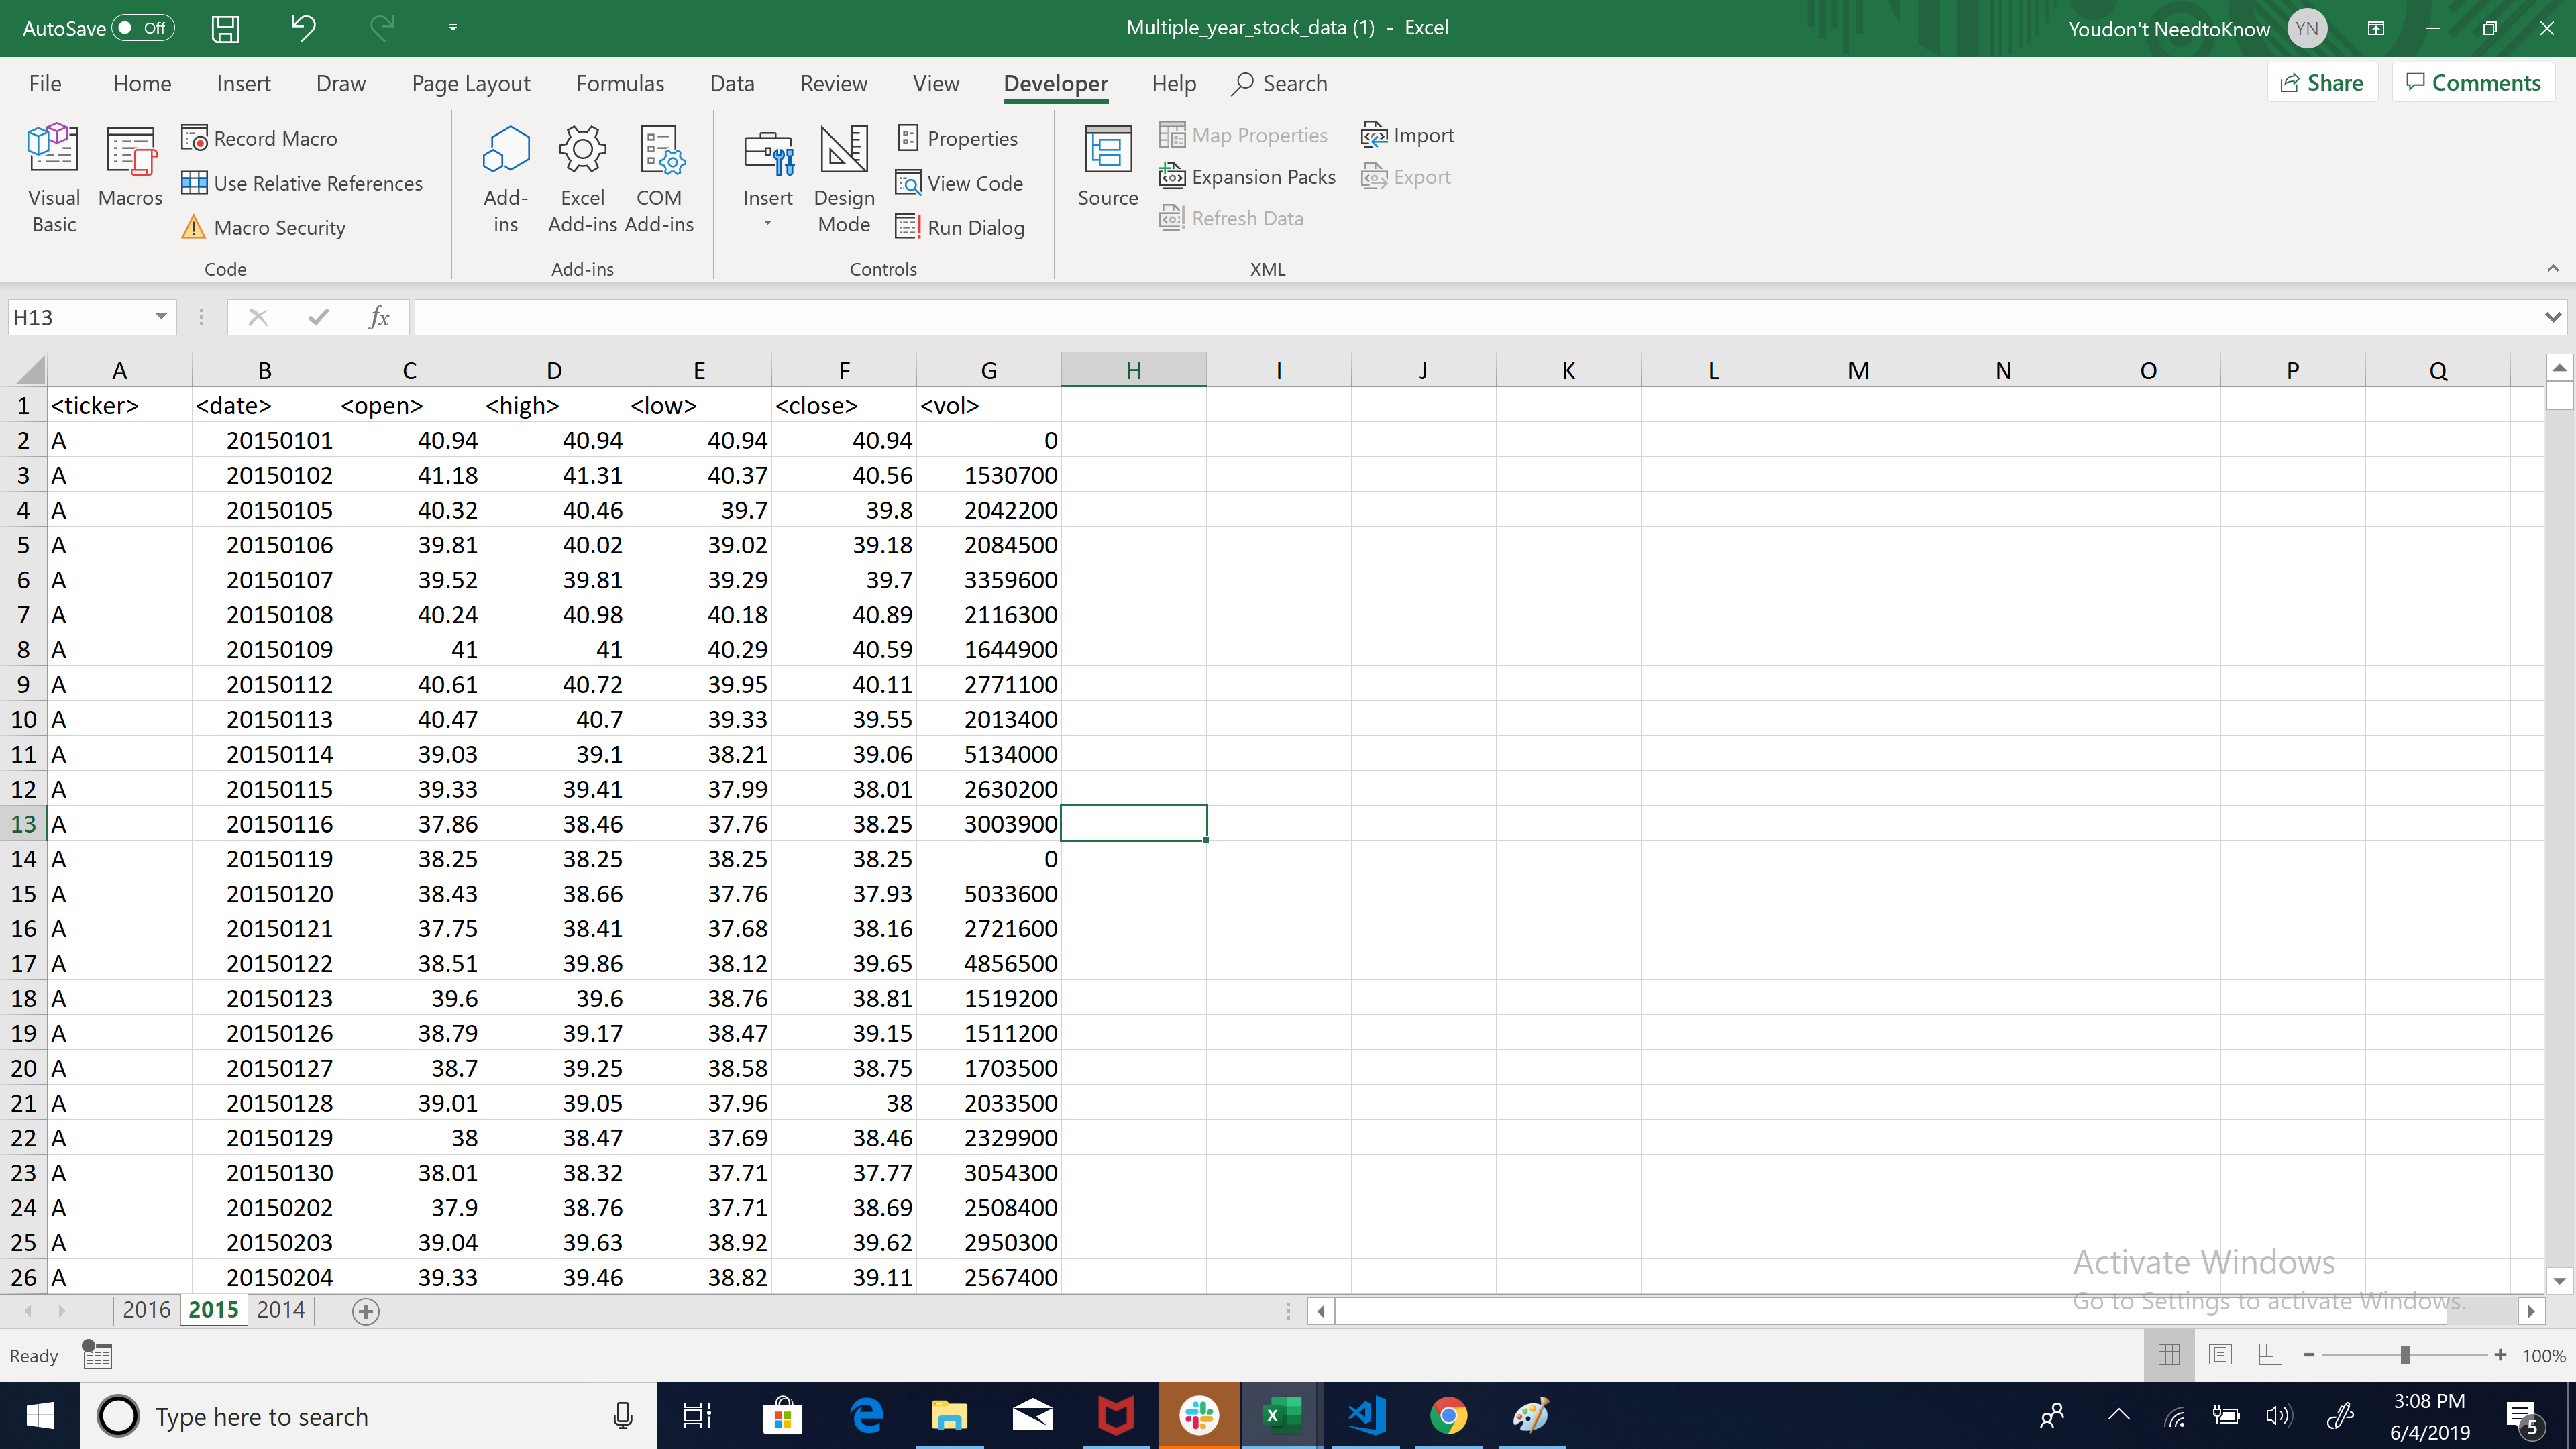 AutoSave Off
Multiple_year_stock_data (1) - Excel
Youdon't NeedtoKnow YN
File Home Insert Draw Page Layout Formulas Data Review View Developer Help Search Share Comments
Visual Basic
Macros
Record Macro
Use Relative References
Macro Security
Code
Add-ins
Excel Add-ins
COM Add-ins
Add-ins
Insert
Design Mode
Properties
View Code
Run Dialog
Controls
Source
Map Properties
Expansion Packs
Refresh Data
Import
Export
XML
H13 fx
A B C D E F G H I J K L M N O P Q
1 <ticker> <date> <open> <high> <low> <close> <vol>
2 A 20150101 40.94 40.94 40.94 40.94 0
3 A 20150102 41.18 41.31 40.37 40.56 1530700
4 A 20150105 40.32 40.46 39.7 39.8 2042200
5 A 20150106 39.81 40.02 39.02 39.18 2084500
6 A 20150107 39.52 39.81 39.29 39.7 3359600
7 A 20150108 40.24 40.98 40.18 40.89 2116300
8 A 20150109 41 41 40.29 40.59 1644900
9 A 20150112 40.61 40.72 39.95 40.11 2771100
10 A 20150113 40.47 40.7 39.33 39.55 2013400
11 A 20150114 39.03 39.1 38.21 39.06 5134000
12 A 20150115 39.33 39.41 37.99 38.01 2630200
13 A 20150116 37.86 38.46 37.76 38.25 3003900
14 A 20150119 38.25 38.25 38.25 38.25 0
15 A 20150120 38.43 38.66 37.76 37.93 5033600
16 A 20150121 37.75 38.41 37.68 38.16 2721600
17 A 20150122 38.51 39.86 38.12 39.65 4856500
18 A 20150123 39.6 39.6 38.76 38.81 1519200
19 A 20150126 38.79 39.17 38.47 39.15 1511200
20 A 20150127 38.7 39.25 38.58 38.75 1703500
21 A 20150128 39.01 39.05 37.96 38 2033500
22 A 20150129 38 38.47 37.69 38.46 2329900
23 A 20150130 38.01 38.32 37.71 37.77 3054300
24 A 20150202 37.9 38.76 37.71 38.69 2508400
25 A 20150203 39.04 39.63 38.92 39.62 2950300
26 A 20150204 39.33 39.46 38.82 39.11 2567400
Activate Windows
Go to Settings to activate Windows.
2016 2015 2014
Ready 100%
Type here to search
3:08 PM
6/4/2019
5